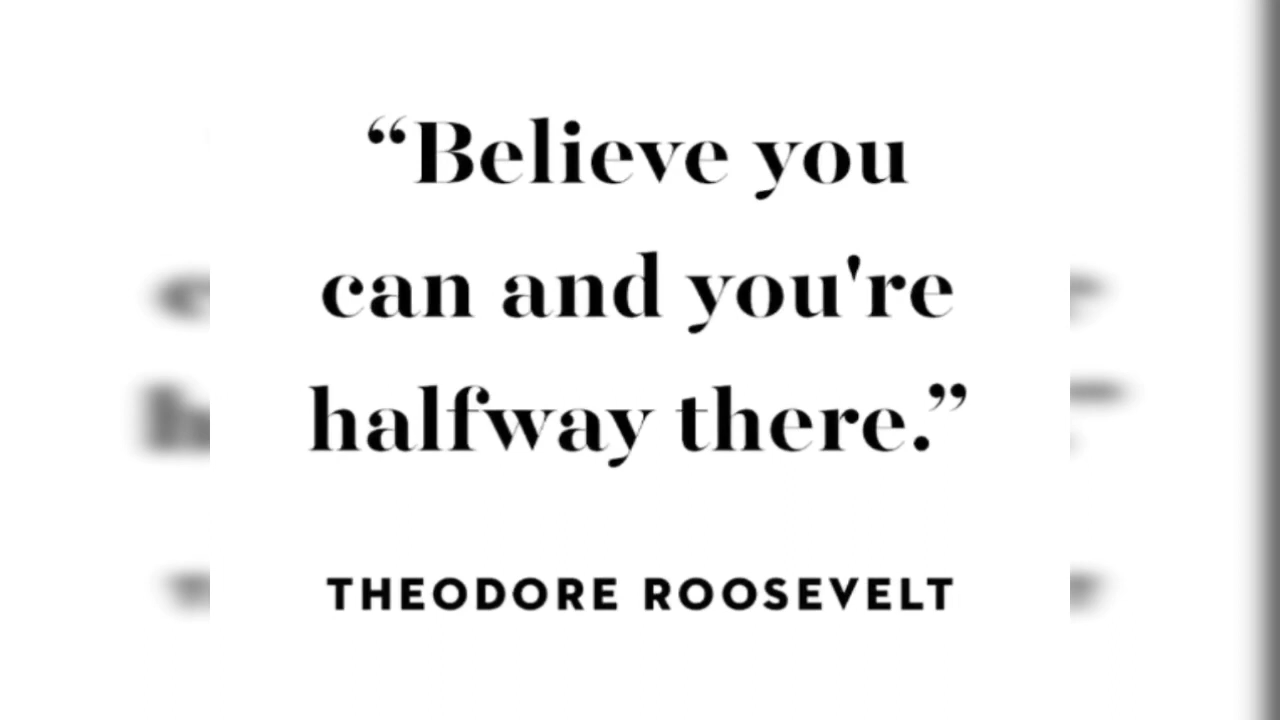 “Believe you
can and you're
halfway there.”
THEODORE ROOSEVELT